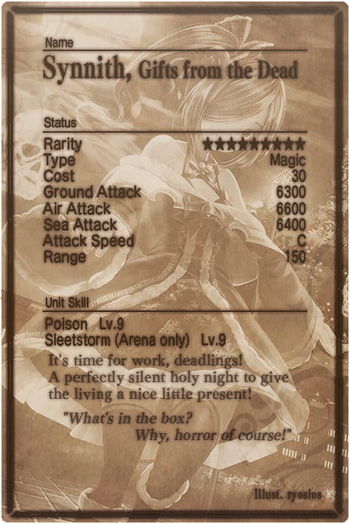 Name
Synnith, Gifts from the Dead
Status
Rarity ★★★★★★★★★
Type Magic
Cost 30
Ground Attack 6300
Air Attack 6600
Sea Attack 6400
Attack Speed C
Range 150
Unit Skill
Poison Lv.9
Sleetstorm (Arena only) Lv.9
It's time for work, deadlings!
A perfectly silent holy night to give
the living a nice little present!
"What's in the box?
Why, horror of course!"
Illust. ryosios